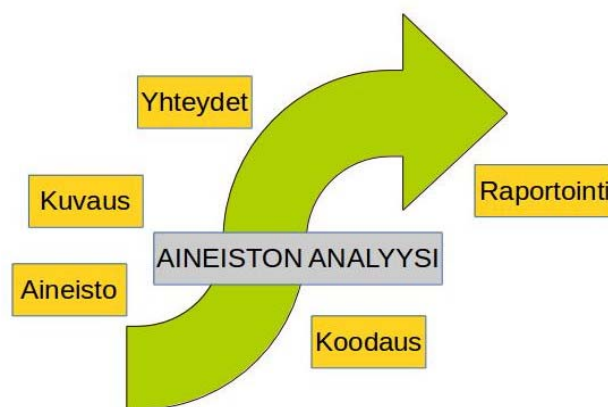 Yhteydet
Kuvaus
Raportointi
AINEISTON ANALYYSI
Aineisto
Koodaus